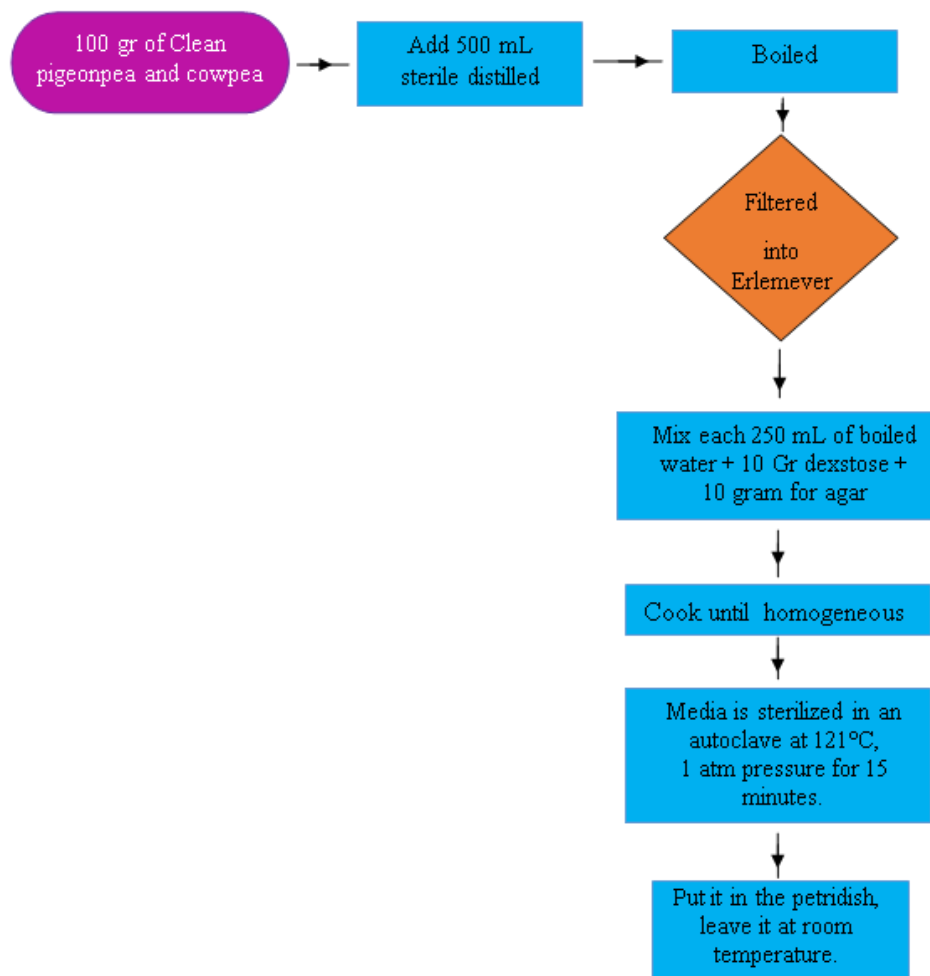 100 gr of Clean
pigeonpea and cowpea
Add 500 mL
sterile distilled
Boiled
Filtered
into
Erlemever
Mix each 250 mL of boiled
water + 10 Gr dexstose +
10 gram for agar
Cook until homogeneous
Media is sterilized in an
autoclave at 121°C,
1 atm pressure for 15
minutes.
Put it in the petridish,
leave it at room
temperature.